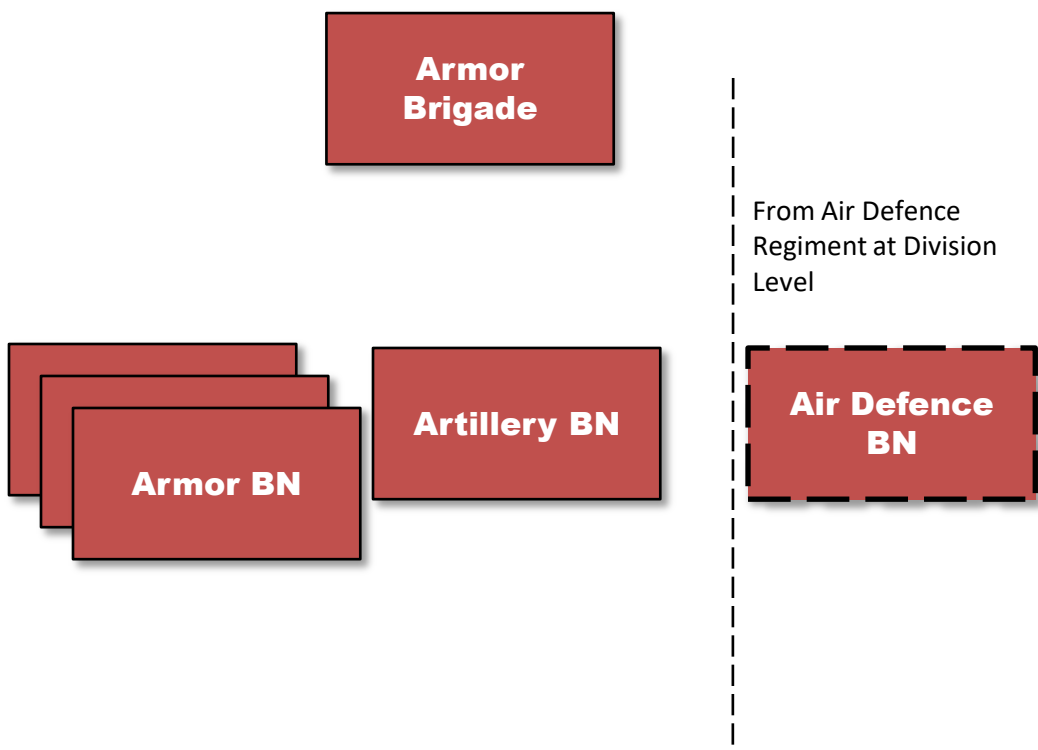 Armor
Brigade
From Air Defence
Regiment at Division
Level
Armor BN
Artillery BN
Air Defence
BN